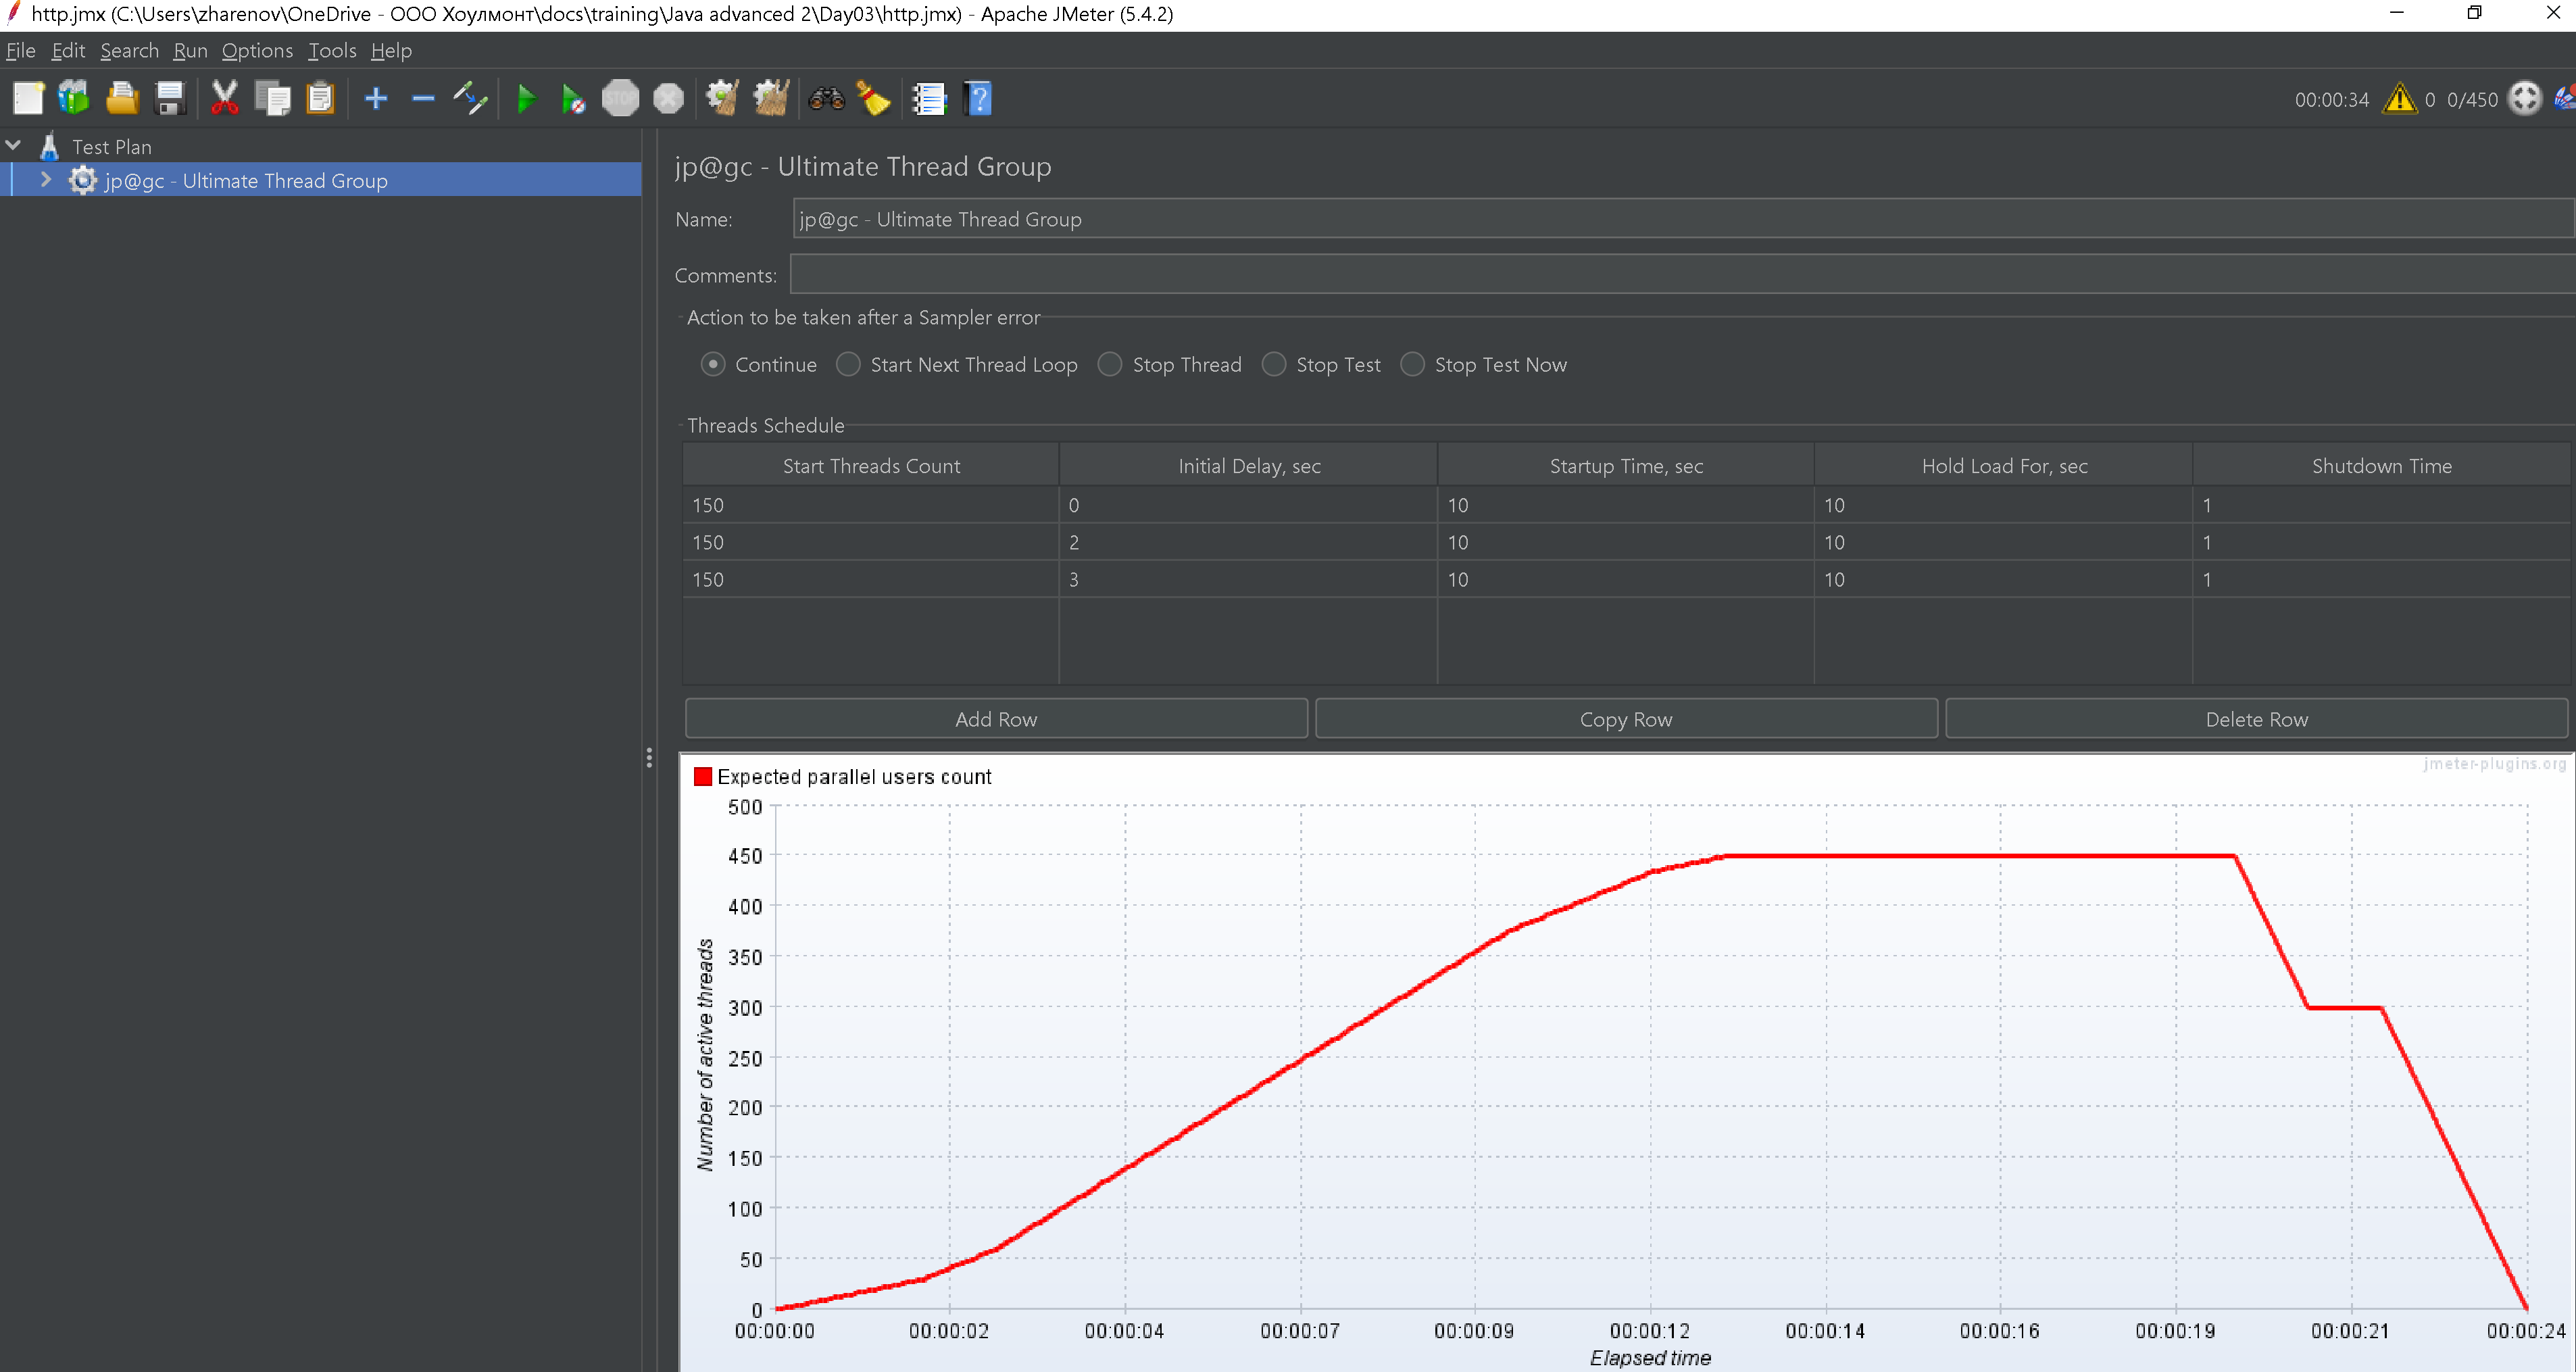 http.jmx (C:\Users\zharenov\OneDrive - ООО Хоулмонт\docs\training\Java advanced 2\Day03\http.jmx) - Apache JMeter (5.4.2)
File Edit Search Run Options Tools Help
STOP
00:00:34 0 0/450
Test Plan
jp@gc - Ultimate Thread Group
jp@gc - Ultimate Thread Group
Name: jp@gc - Ultimate Thread Group
Comments:
Action to be taken after a Sampler error
Continue Start Next Thread Loop Stop Thread Stop Test Stop Test Now
Threads Schedule
Start Threads Count Initial Delay, sec Startup Time, sec Hold Load For, sec Shutdown Time
150 0 10 10 1
150 2 10 10 1
150 3 10 10 1
Add Row Copy Row Delete Row
jmeter-plugins.org
Expected parallel users count
500
450
400
350
300
250
200
150
100
50
0
Number of active threads
00:00:00 00:00:02 00:00:04 00:00:07 00:00:09 00:00:12 00:00:14 00:00:16 00:00:19 00:00:21 00:00:24
Elapsed time